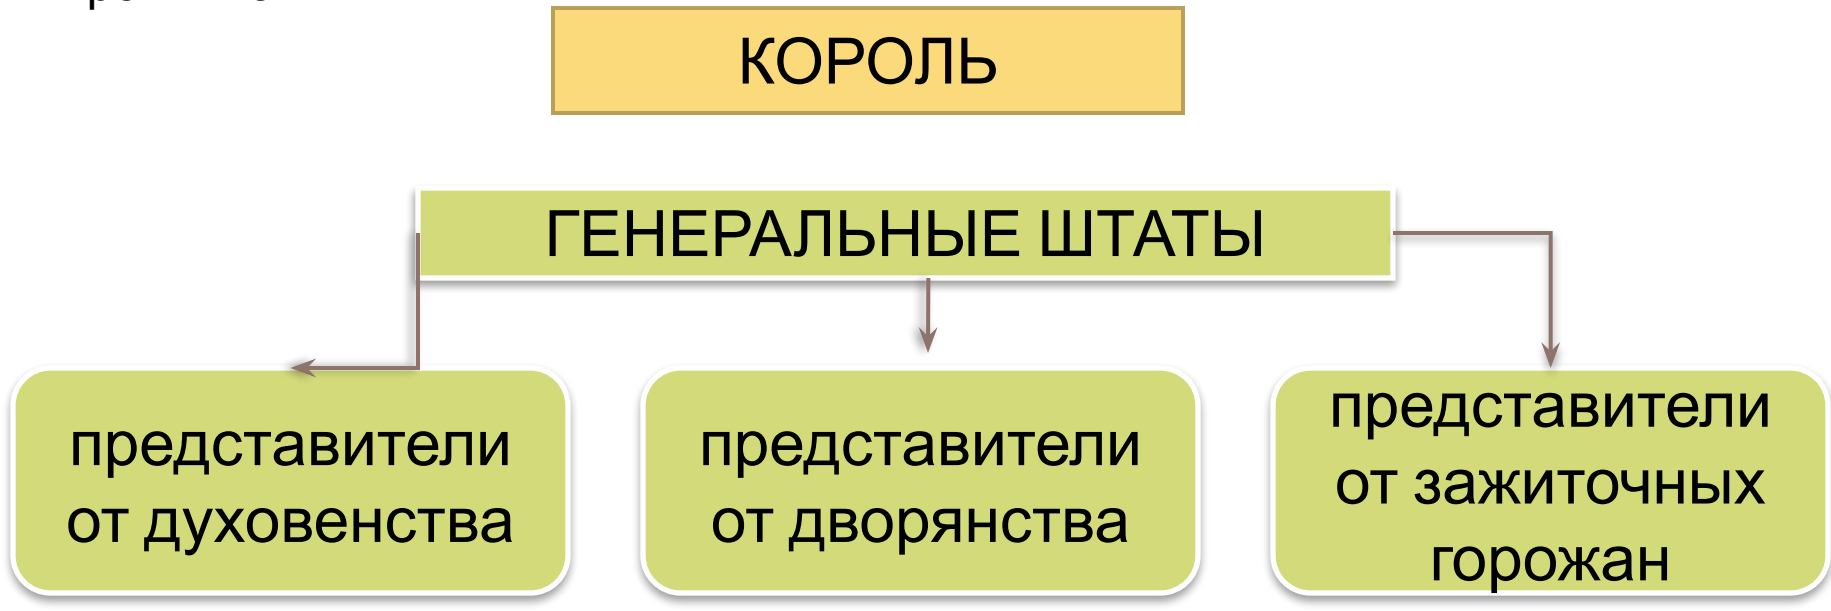 КОРОЛЬ
ГЕНЕРАЛЬНЫЕ ШТАТЫ
представители
от духовенства
представители
от дворянства
представители
от зажиточных
горожан